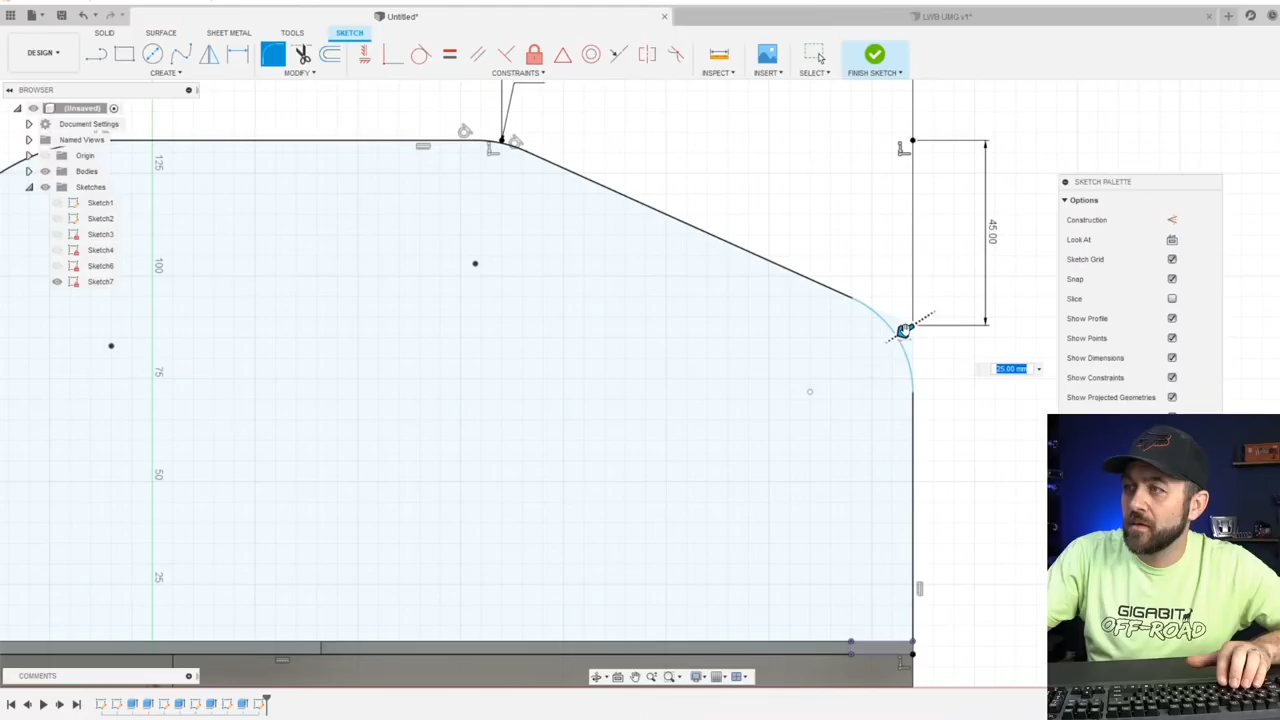 Untitled*
LWB UMG v1*
SOLID
SURFACE
SHEET METAL
TOOLS
SKETCH
DESIGN
CREATE
MODIFY
CONSTRAINTS
INSPECT
INSERT
SELECT
FINISH SKETCH
BROWSER
(Unsaved)
Document Settings
Named Views
Origin
Bodies
Sketches
Sketch1
Sketch2
Sketch3
Sketch4
Sketch6
Sketch7
125
100
75
50
25
45.00
25.00 mm
SKETCH PALETTE
Options
Construction
Look At
Sketch Grid
Snap
Slice
Show Profile
Show Points
Show Dimensions
Show Constraints
Show Projected Geometries
GIGABIT
OFF-ROAD
COMMENTS